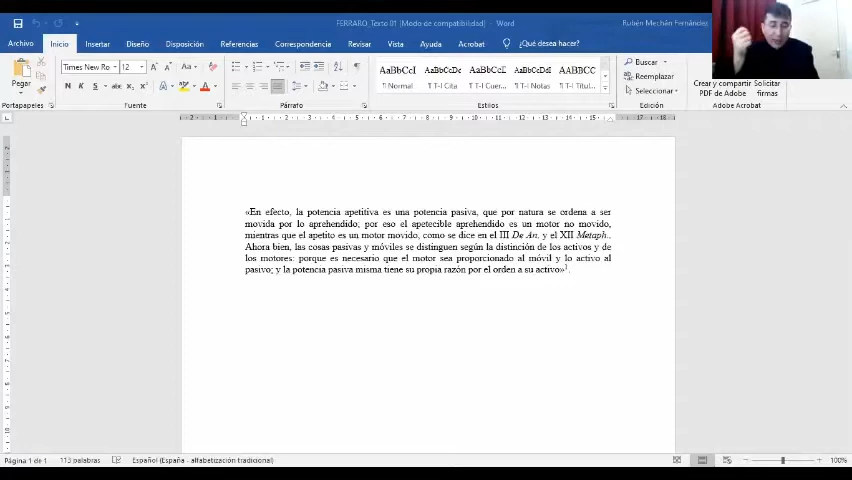 FERRARO_Texto 01 [Modo de compatibilidad] - Word
Rubén Mechán Fernández
Archivo Inicio Insertar Diseño Disposición Referencias Correspondencia Revisar Vista Ayuda Acrobat ¿Qué desea hacer?
Pegar
Times New Ro 12
N K S abc x₂ x²
AaBbCcI AaBbCcDc AaBbCcI AaBbCcDdI AABBCC
¶ Normal ¶ T-I Cita ¶ T-I Cuer... ¶ T-I Notas ¶ T-I Títul...
Buscar
Reemplazar
Seleccionar
Crear y compartir Solicitar
PDF de Adobe firmas
Portapapeles Fuente Párrafo Estilos Edición Adobe Acrobat
«En efecto, la potencia apetitiva es una potencia pasiva, que por natura se ordena a ser
movida por lo aprehendido; por eso el apetecible aprehendido es un motor no movido,
mientras que el apetito es un motor movido, como se dice en el III De An. y el XII Metaph..
Ahora bien, las cosas pasivas y móviles se distinguen según la distinción de los activos y de
los motores: porque es necesario que el motor sea proporcionado al móvil y lo activo al
pasivo; y la potencia pasiva misma tiene su propia razón por el orden a su activo»¹.
Página 1 de 1 113 palabras Español (España - alfabetización tradicional) 100%